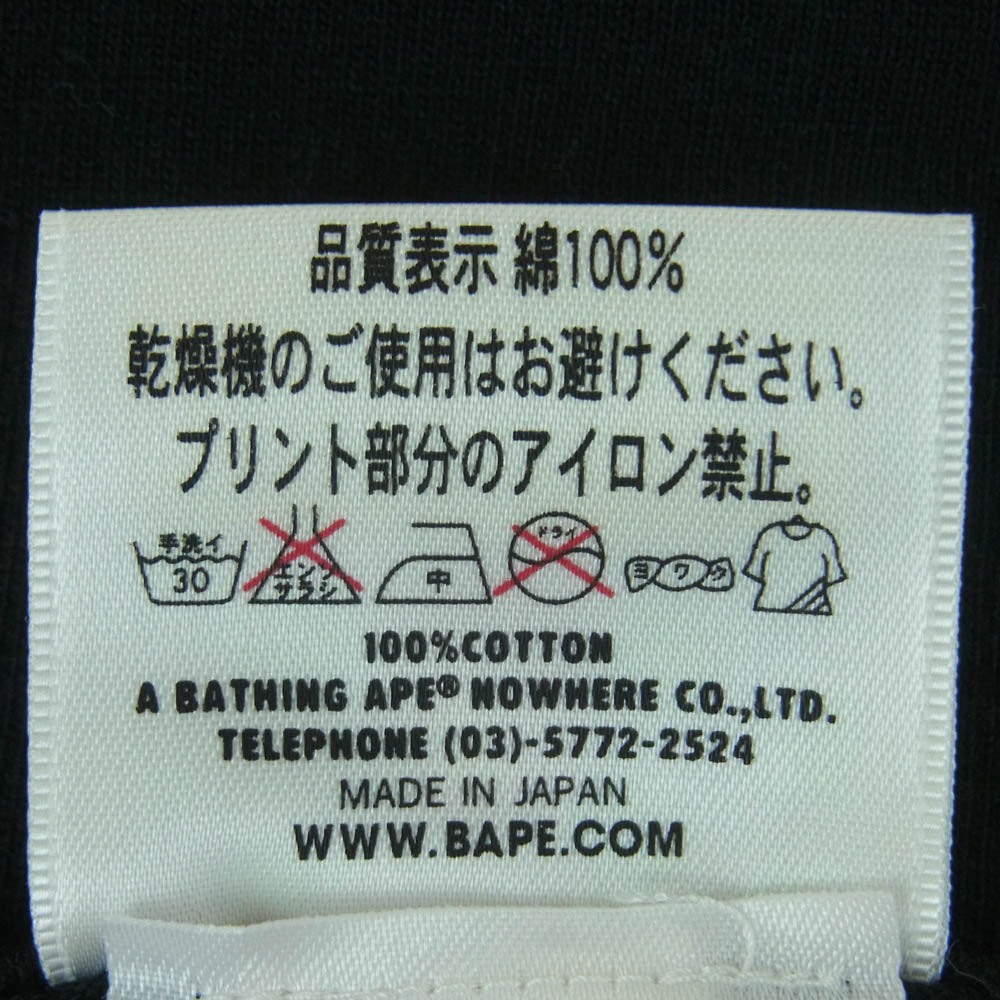 品質表示 綿100%
乾燥機のご使用はお避けください。
プリント部分のアイロン禁止。
手洗イ
30
エンソ
サラシ
中
ドライ
ヨワク
100%COTTON
A BATHING APE® NOWHERE CO.,LTD.
TELEPHONE (03)-5772-2524
MADE IN JAPAN
WWW.BAPE.COM